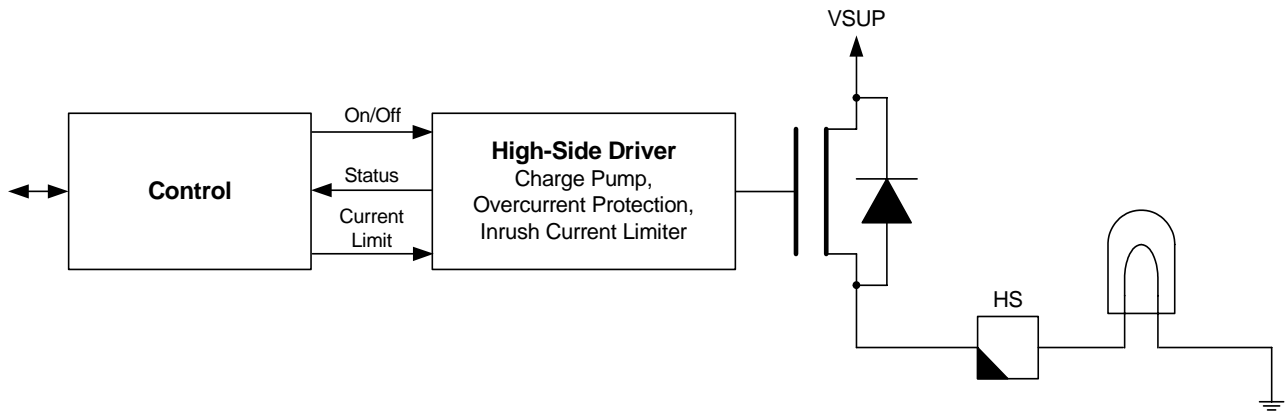 VSUP
On/Off
Control
Status
Current
Limit
High-Side Driver
Charge Pump,
Overcurrent Protection,
Inrush Current Limiter
HS